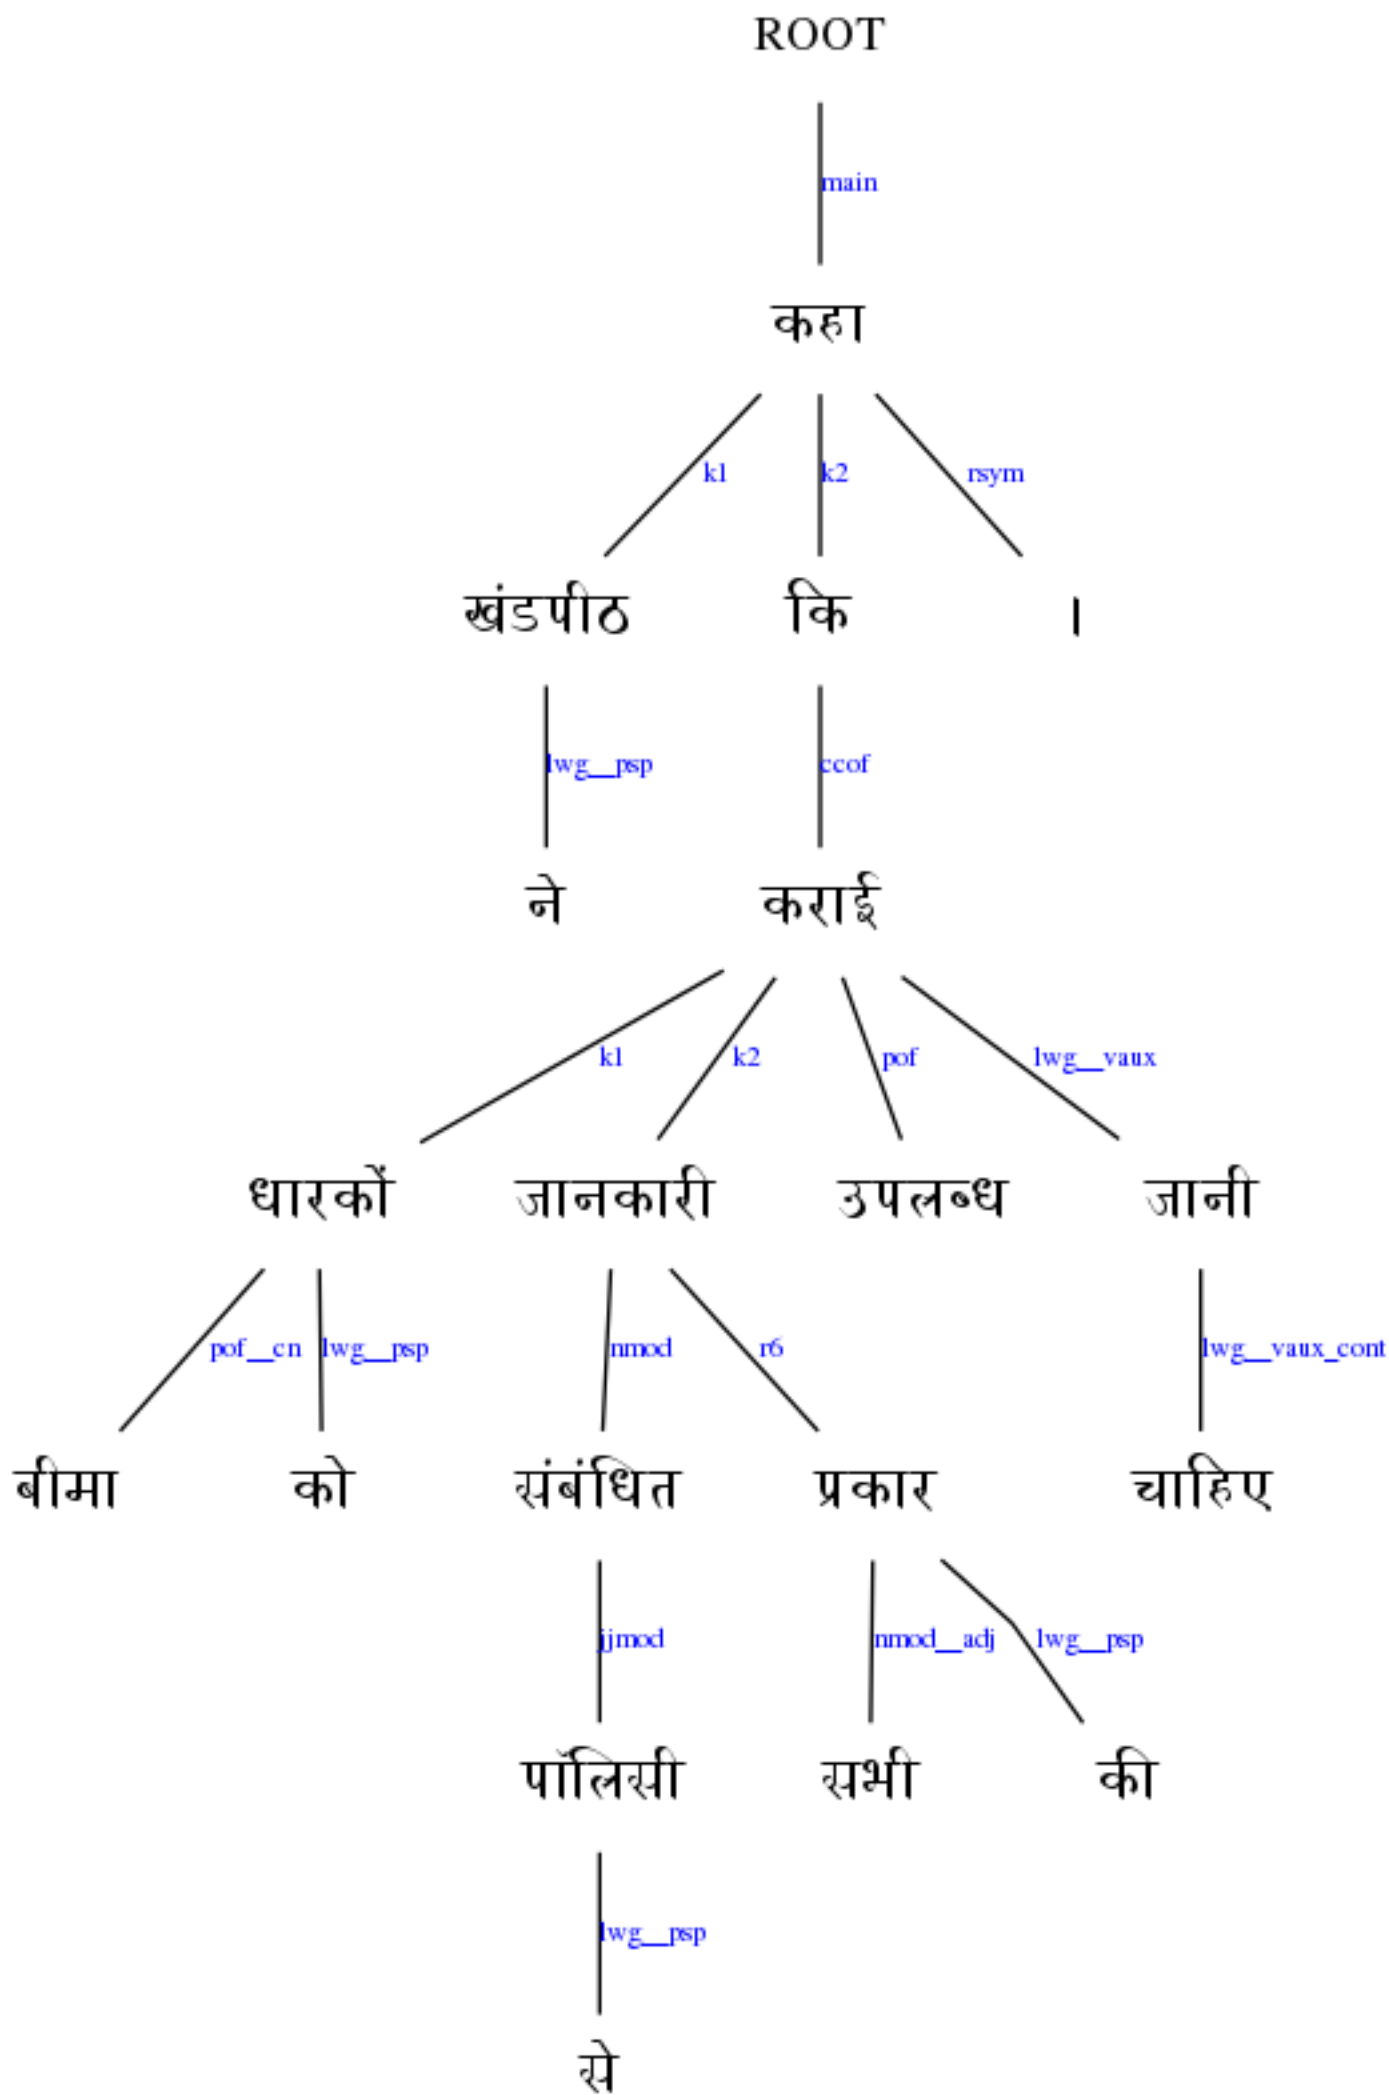 ROOT
main
कहा
k1 k2 rsym
खंडपीठ कि ।
lwg__psp ccof
ने कराई
k1 k2 pof lwg__vaux
धारकों जानकारी उपलब्ध जानी
pof__cn lwg__psp nmod r6 lwg__vaux_cont
बीमा को संबंधित प्रकार चाहिए
jjmod nmod__adj lwg__psp
पॉलिसी सभी की
lwg__psp
से